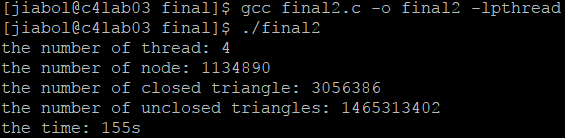 [jiabol@c4lab03 final]$ gcc final2.c -o final2 -lpthread
[jiabol@c4lab03 final]$ ./final2
the number of thread: 4
the number of node: 1134890
the number of closed triangle: 3056386
the number of unclosed triangles: 1465313402
the time: 155s